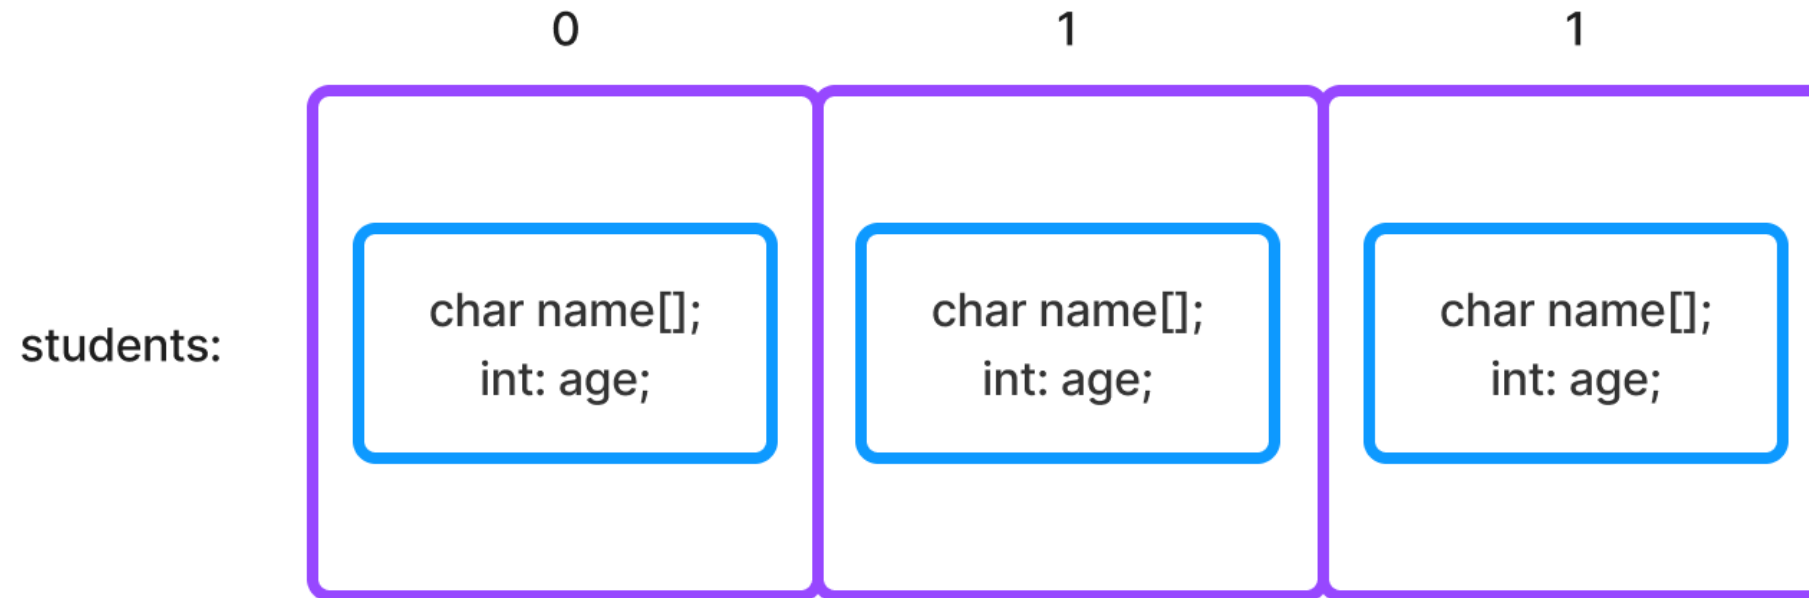 0 1 1
students:
char name[];
int: age;
char name[];
int: age;
char name[];
int: age;